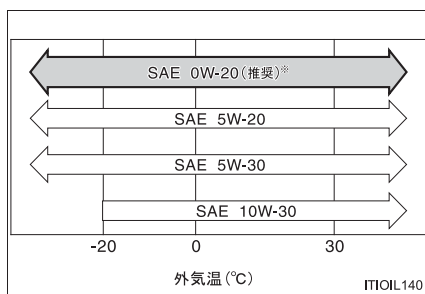 SAE 0W-20(推奨)※
SAE 5W-20
SAE 5W-30
SAE 10W-30
-20 0 30
外気温(℃)
ITIOIL140